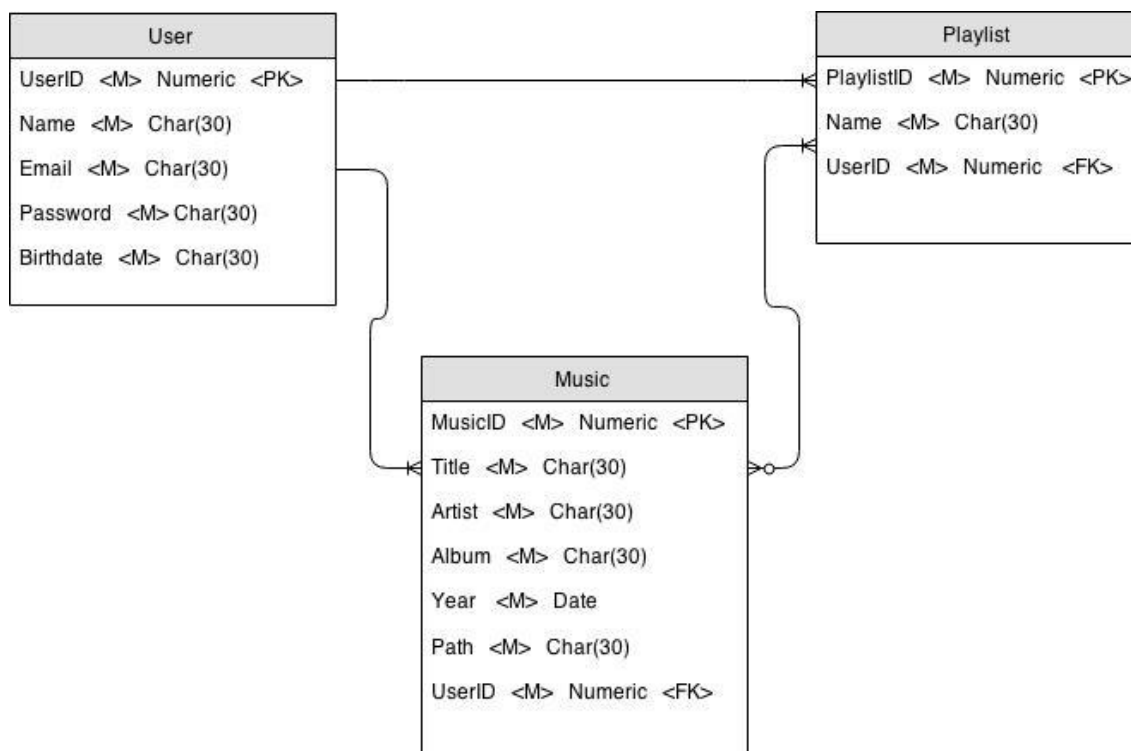 User
UserID <M> Numeric <PK>
Name <M> Char(30)
Email <M> Char(30)
Password <M> Char(30)
Birthdate <M> Char(30)
Playlist
PlaylistID <M> Numeric <PK>
Name <M> Char(30)
UserID <M> Numeric <FK>
Music
MusicID <M> Numeric <PK>
Title <M> Char(30)
Artist <M> Char(30)
Album <M> Char(30)
Year <M> Date
Path <M> Char(30)
UserID <M> Numeric <FK>